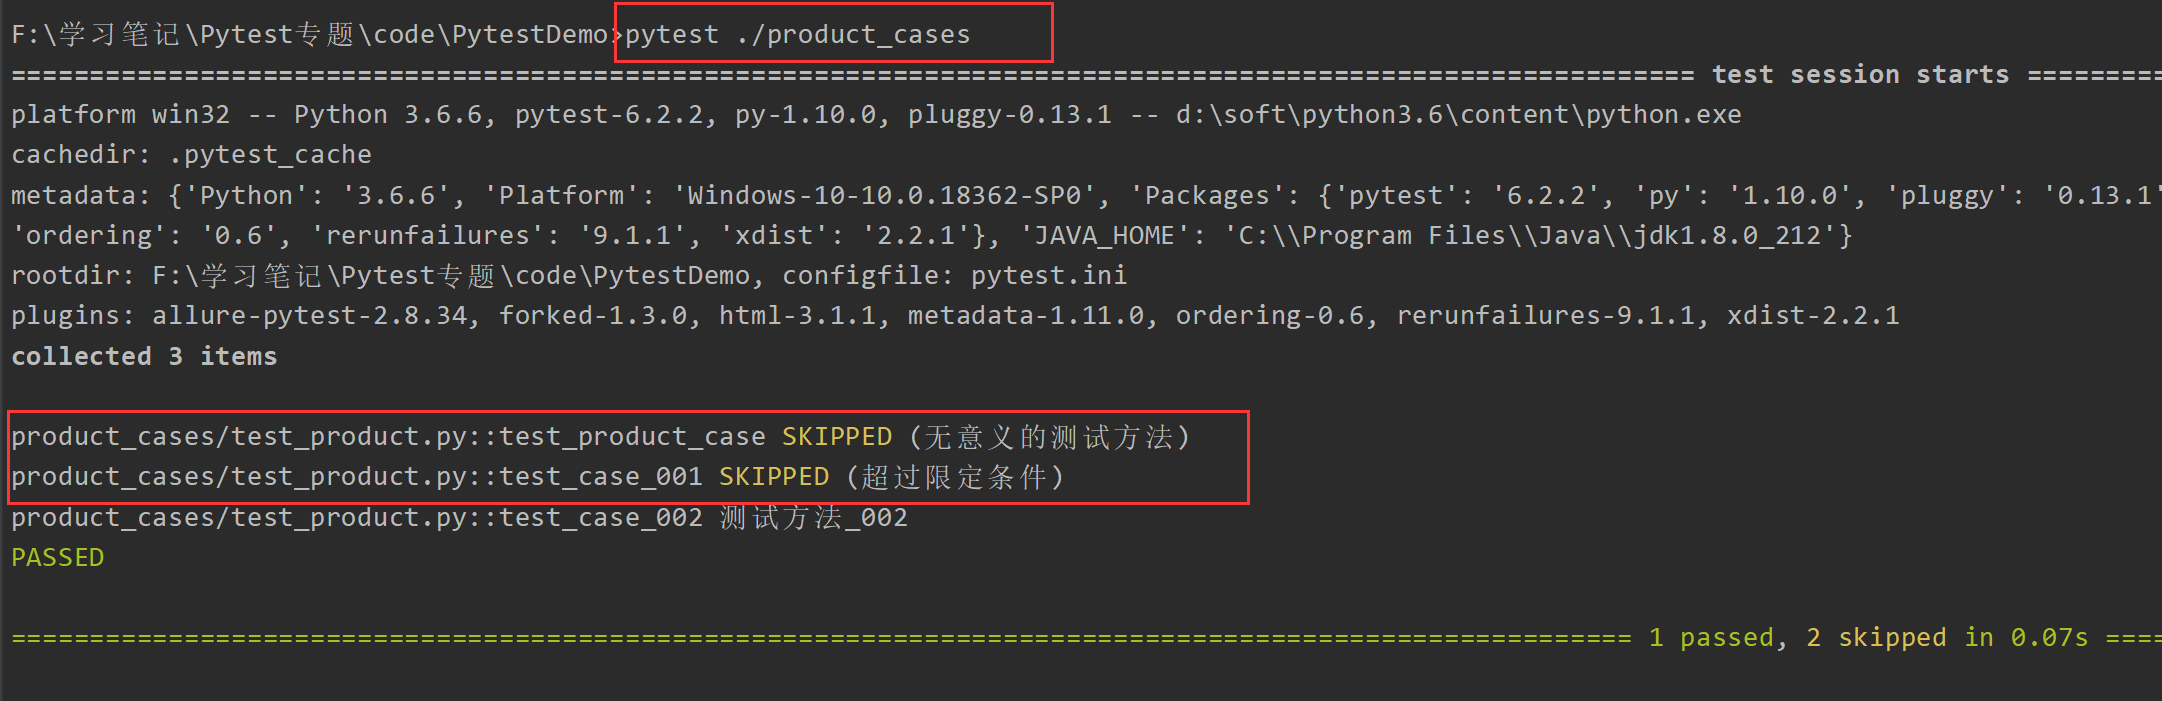 F:\学习笔记\Pytest专题\code\PytestDemo>pytest ./product_cases
=========================================================================================================== test session starts =========
platform win32 -- Python 3.6.6, pytest-6.2.2, py-1.10.0, pluggy-0.13.1 -- d:\soft\python3.6\content\python.exe
cachedir: .pytest_cache
metadata: {'Python': '3.6.6', 'Platform': 'Windows-10-10.0.18362-SP0', 'Packages': {'pytest': '6.2.2', 'py': '1.10.0', 'pluggy': '0.13.1'
'ordering': '0.6', 'rerunfailures': '9.1.1', 'xdist': '2.2.1'}, 'JAVA_HOME': 'C:\\Program Files\\Java\\jdk1.8.0_212'}
rootdir: F:\学习笔记\Pytest专题\code\PytestDemo, configfile: pytest.ini
plugins: allure-pytest-2.8.34, forked-1.3.0, html-3.1.1, metadata-1.11.0, ordering-0.6, rerunfailures-9.1.1, xdist-2.2.1
collected 3 items
product_cases/test_product.py::test_product_case SKIPPED (无意义的测试方法)
product_cases/test_product.py::test_case_001 SKIPPED (超过限定条件)
product_cases/test_product.py::test_case_002 测试方法_002
PASSED
======================================================================================================= 1 passed, 2 skipped in 0.07s ====